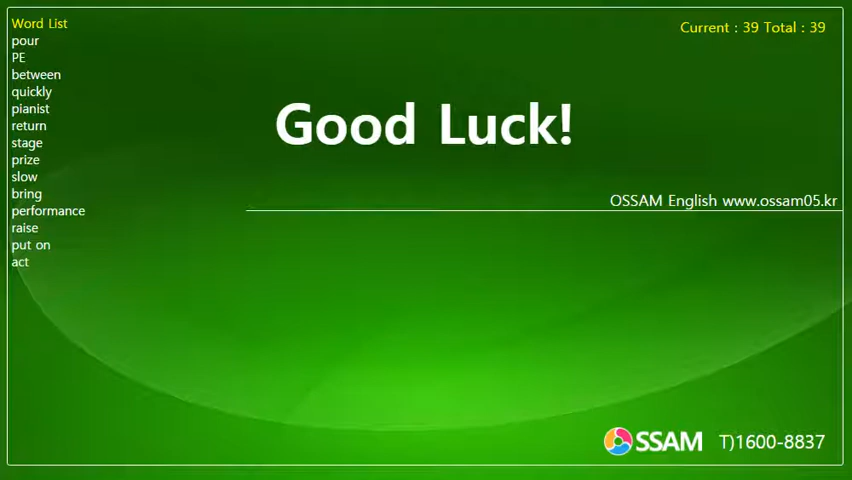 Word List
pour
PE
between
quickly
pianist
return
stage
prize
slow
bring
performance
raise
put on
act
Current : 39 Total : 39
Good Luck!
OSSAM English www.ossam05.kr
OSSAM T)1600-8837